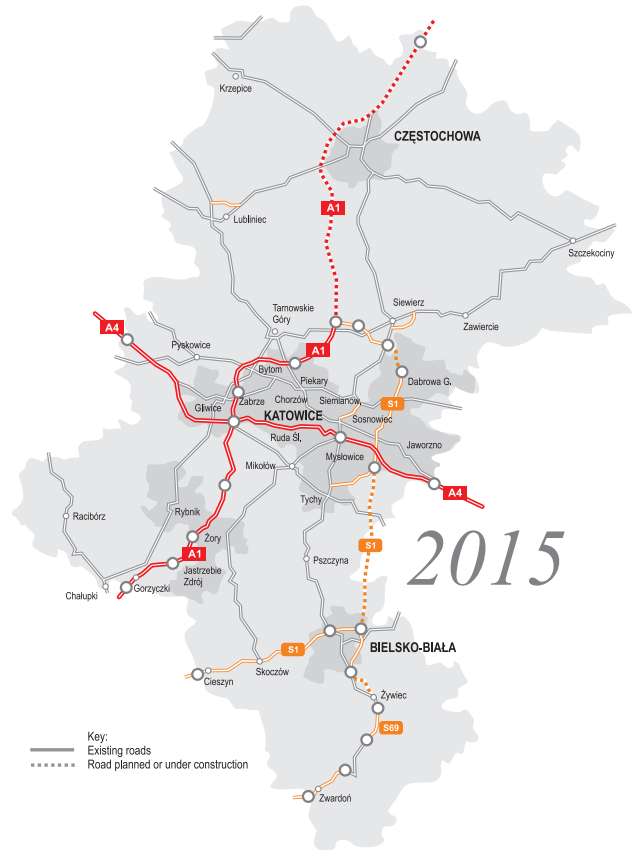 Krzepice
CZĘSTOCHOWA
A1
Lubliniec
Szczekociny
Tarnowskie
Góry
Siewierz
Zawiercie
A4
Pyskowice
A1
Bytom
Piekary
Dabrowa G.
Gliwice
Zabrze
Chorzów
Siemianów.
S1
KATOWICE
Sosnowiec
Ruda Śl.
Jaworzno
Mikołów
Mysłowice
A4
Tychy
Rybnik
Racibórz
Żory
A1
S1
2015
Pszczyna
Jastrzebie
Zdrój
Chałupki
Gorzyczki
S1
BIELSKO-BIAŁA
Cieszyn
Skoczów
Żywiec
S69
Zwardoń
Key:
Existing roads
Road planned or under construction